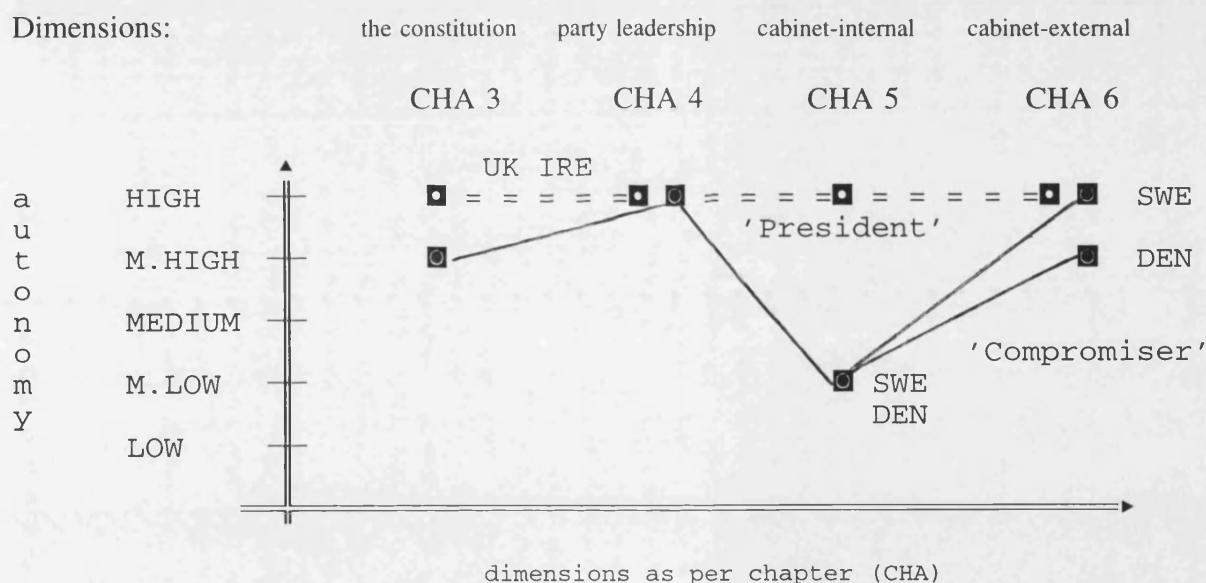 Dimensions: the constitution party leadership cabinet-internal cabinet-external
CHA 3 CHA 4 CHA 5 CHA 6
UK IRE
autonomy
HIGH SWE
'President'
M.HIGH DEN
MEDIUM
'Compromiser'
M.LOW SWE
DEN
LOW
dimensions as per chapter (CHA)